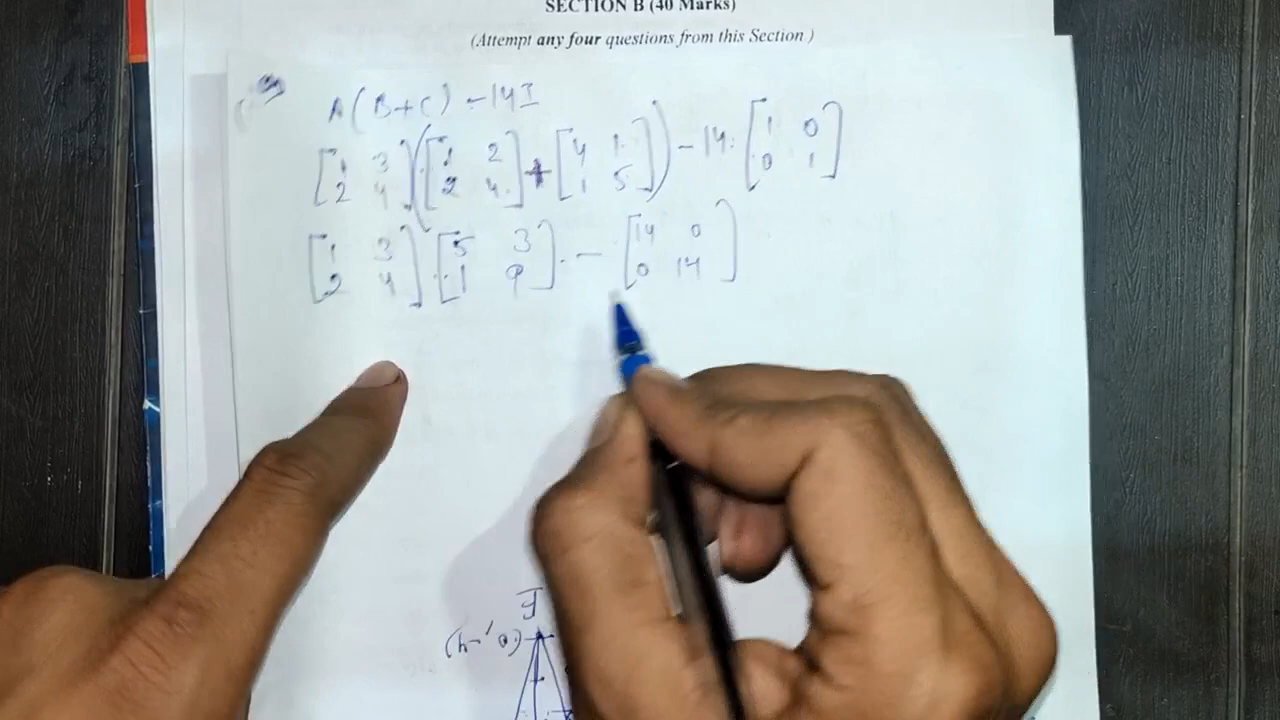 SECTION B (40 Marks)
(Attempt any four questions from this Section )
A(B+C) - 14I
[1 3 2 4]([1 2 2 4] + [4 1 1 5]) - 14. [1 0 0 1]
[1 3 2 4] [5 3 1 9] - [14 0 0 14]
y